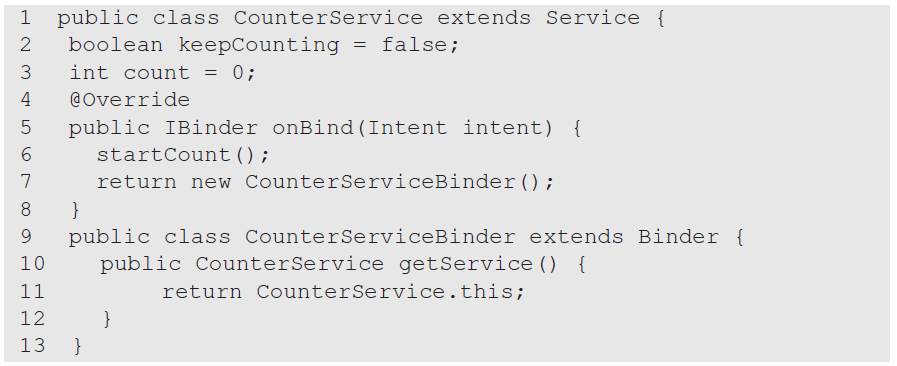 1 public class CounterService extends Service {
2 boolean keepCounting = false;
3 int count = 0;
4 @Override
5 public IBinder onBind(Intent intent) {
6 startCount();
7 return new CounterServiceBinder();
8 }
9 public class CounterServiceBinder extends Binder {
10 public CounterService getService() {
11 return CounterService.this;
12 }
13 }